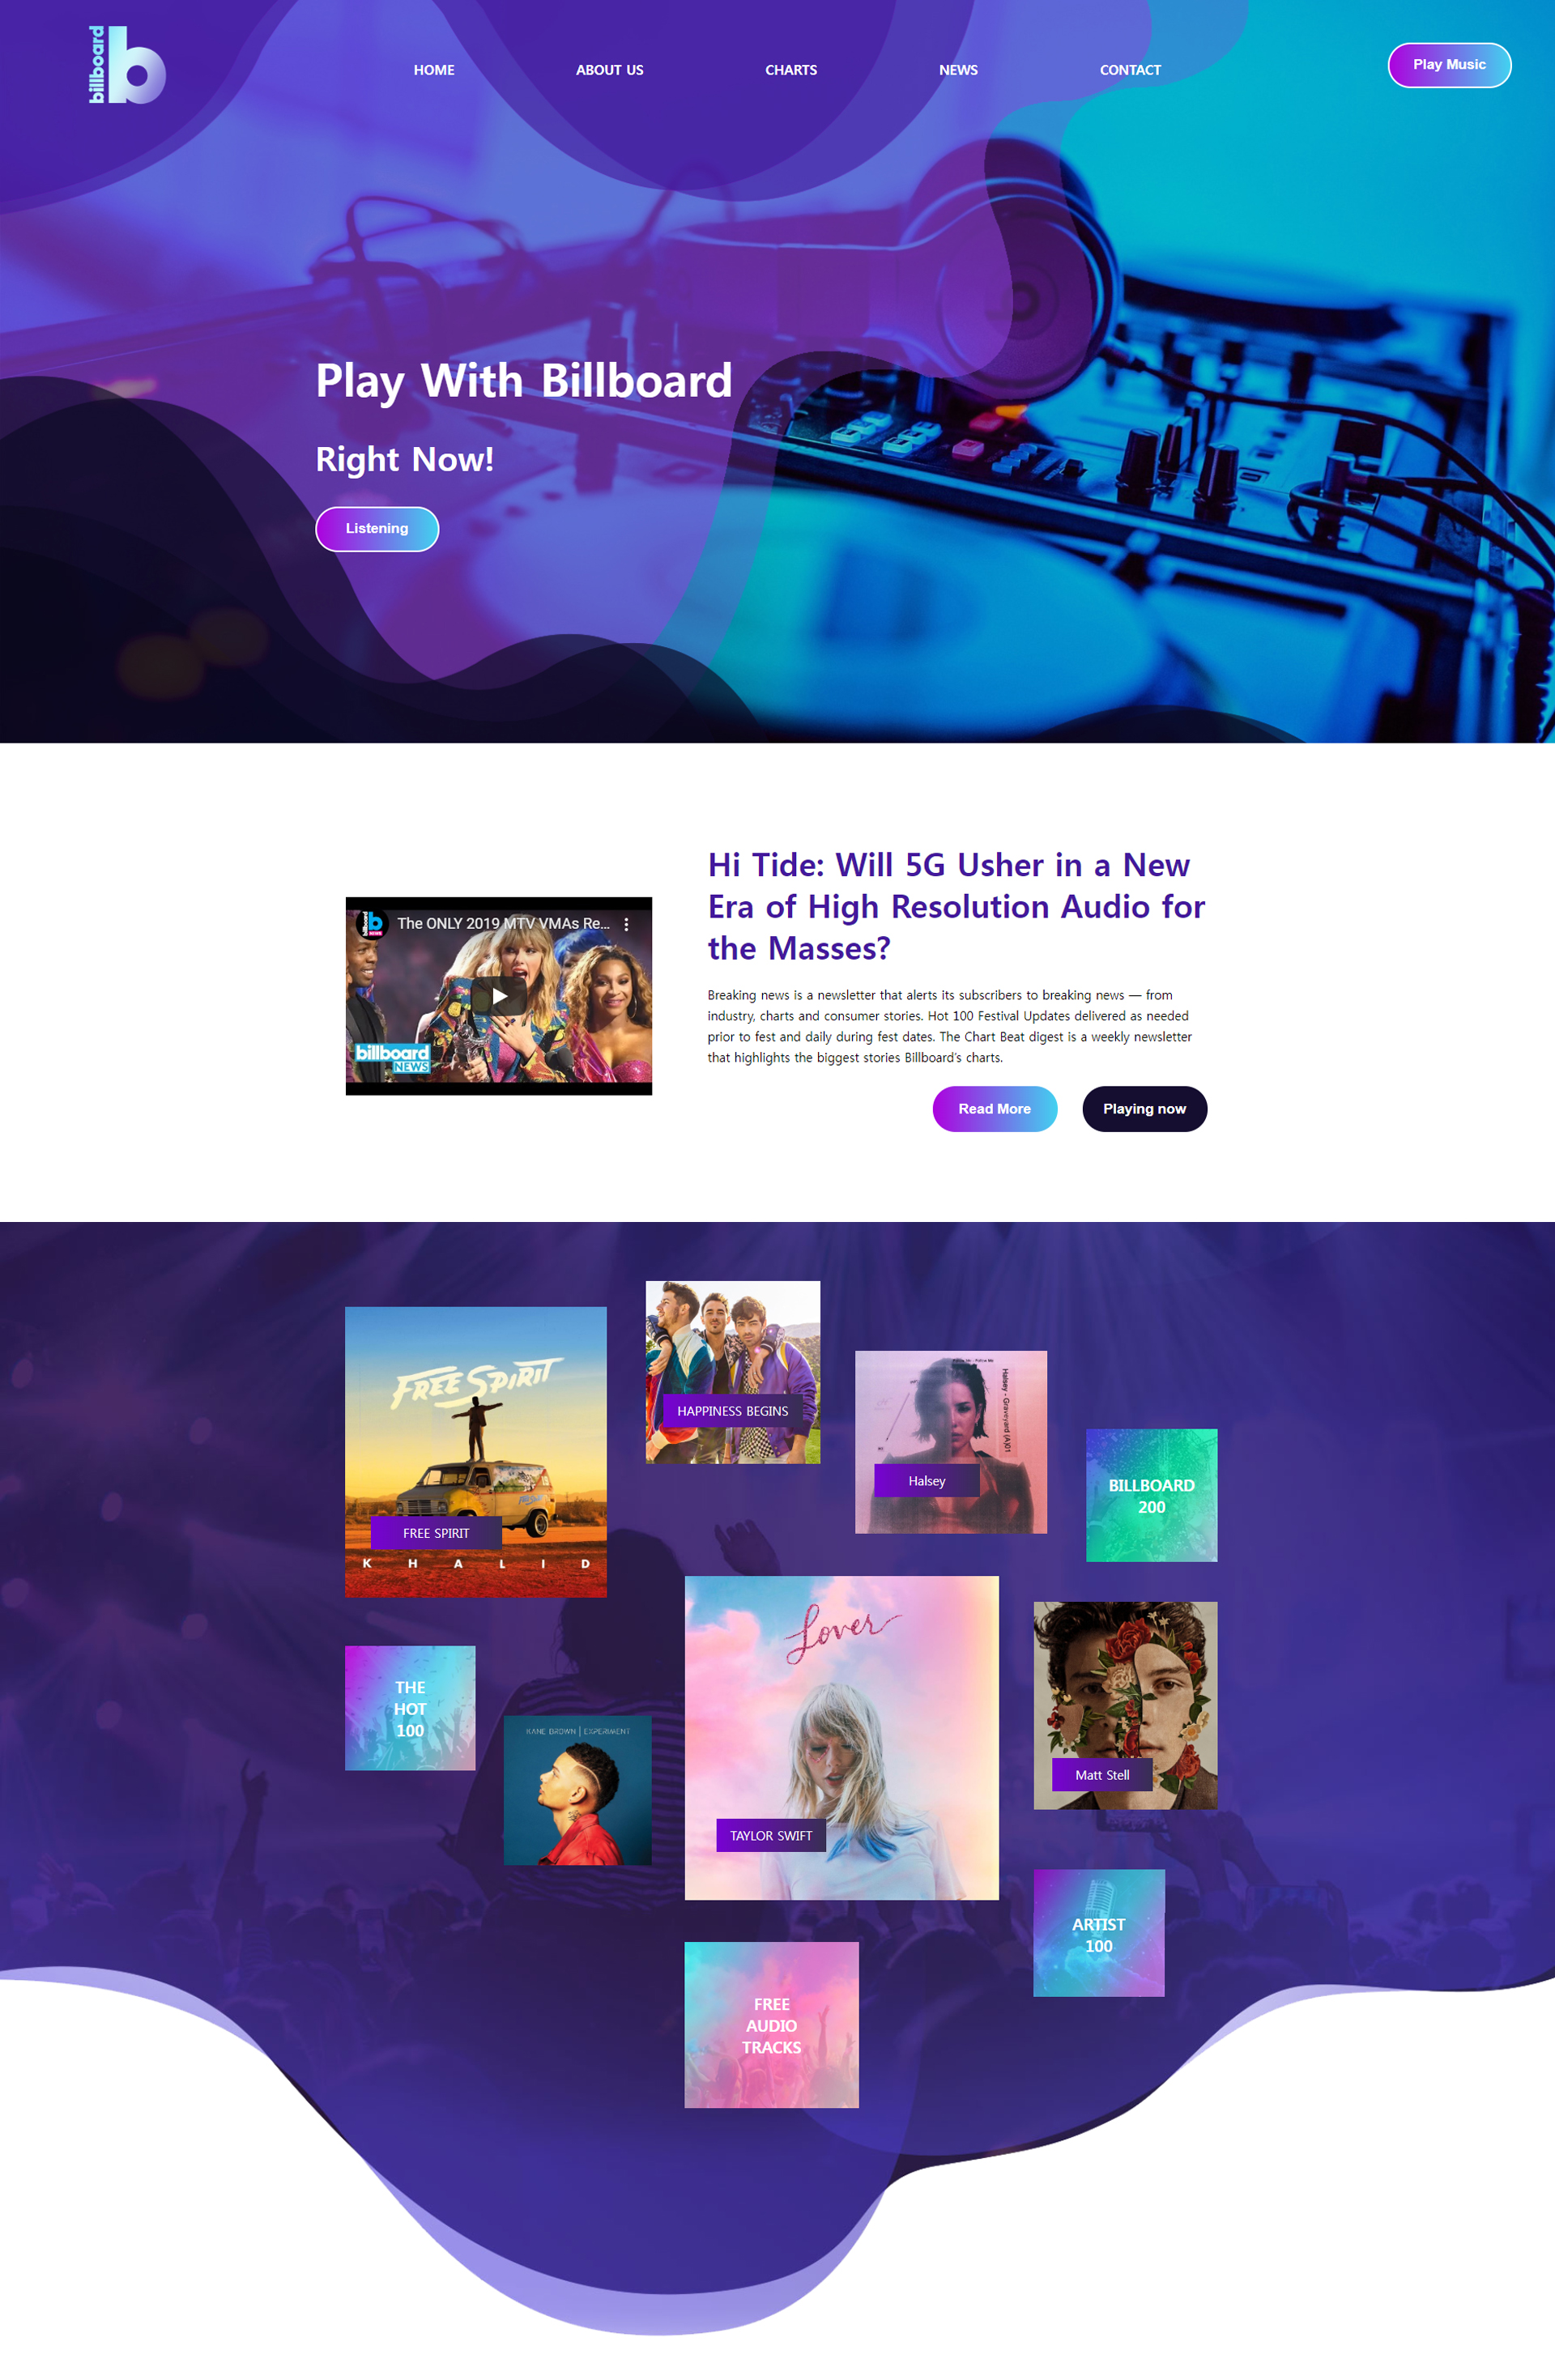 billboard
b
HOME
ABOUT US
CHARTS
NEWS
CONTACT
Play Music
Play With Billboard
Right Now!
Listening
The ONLY 2019 MTV VMAs Re...
billboard
NEWS
Hi Tide: Will 5G Usher in a New
Era of High Resolution Audio for
the Masses?
Breaking news is a newsletter that alerts its subscribers to breaking news — from
industry, charts and consumer stories. Hot 100 Festival Updates delivered as needed
prior to fest and daily during fest dates. The Chart Beat digest is a weekly newsletter
that highlights the biggest stories Billboard's charts.
Read More
Playing now
FREE SPIRIT
FREE SPIRIT
KHALID
HAPPINESS BEGINS
Halsey - Graveyard (A)01
Halsey
BILLBOARD
200
THE
HOT
100
KANE BROWN | EXPERIMENT
Lover
TAYLOR SWIFT
Matt Stell
ARTIST
100
FREE
AUDIO
TRACKS